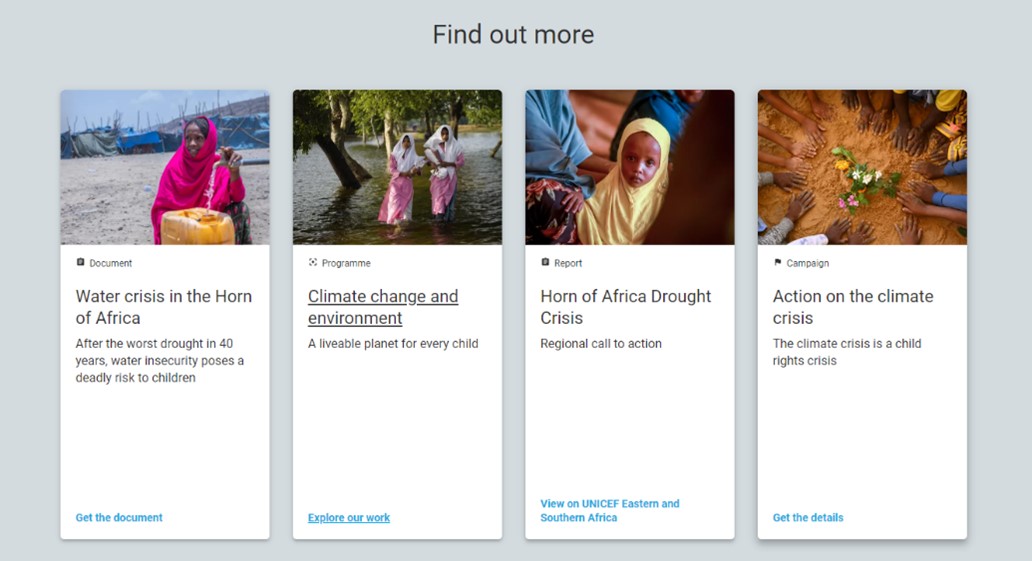 Find out more
Document
Water crisis in the Horn
of Africa
After the worst drought in 40
years, water insecurity poses a
deadly risk to children
Get the document
Programme
Climate change and
environment
A liveable planet for every child
Explore our work
Report
Horn of Africa Drought
Crisis
Regional call to action
View on UNICEF Eastern and
Southern Africa
Campaign
Action on the climate
crisis
The climate crisis is a child
rights crisis
Get the details